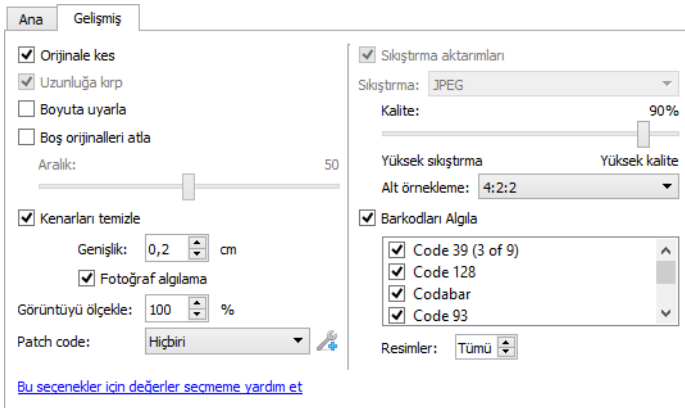 Ana
Gelişmiş
Orijinale kes
Uzunluğa kırp
Boyuta uyarla
Boş orijinalleri atla
Aralık: 50
Kenarları temizle
Genişlik: 0,2 cm
Fotoğraf algılama
Görüntüyü ölçekle: 100 %
Patch code: Hiçbiri
Bu seçenekler için değerler seçmeme yardım et
Sıkıştırma aktarımları
Sıkıştırma: JPEG
Kalite: 90%
Yüksek sıkıştırma Yüksek kalite
Alt örnekleme: 4:2:2
Barkodları Algıla
Code 39 (3 of 9)
Code 128
Codabar
Code 93
Resimler: Tümü